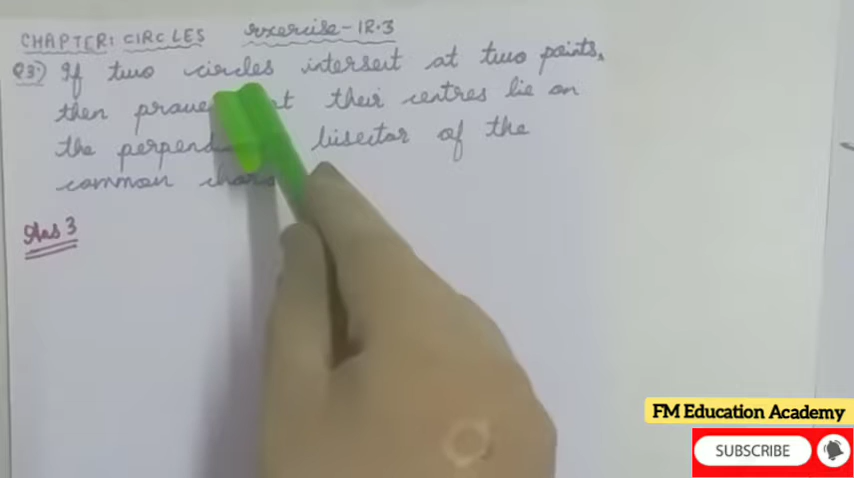 CHAPTER: CIRCLES exercise-12.3
Q3:) If two circles intersect at two points,
then prove their centres lie on
the bisector of the
common
Ans 3
FM Education Academy
SUBSCRIBE